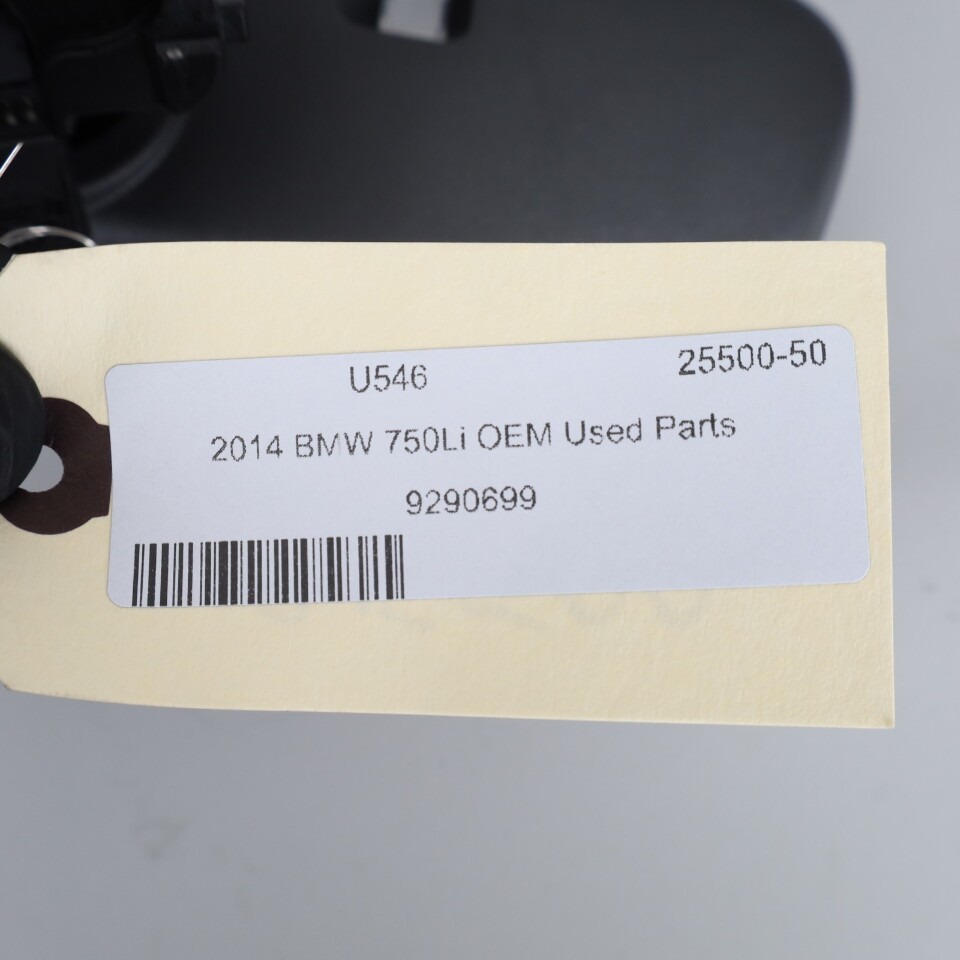 U546 25500-50
2014 BMW 750Li OEM Used Parts
9290699